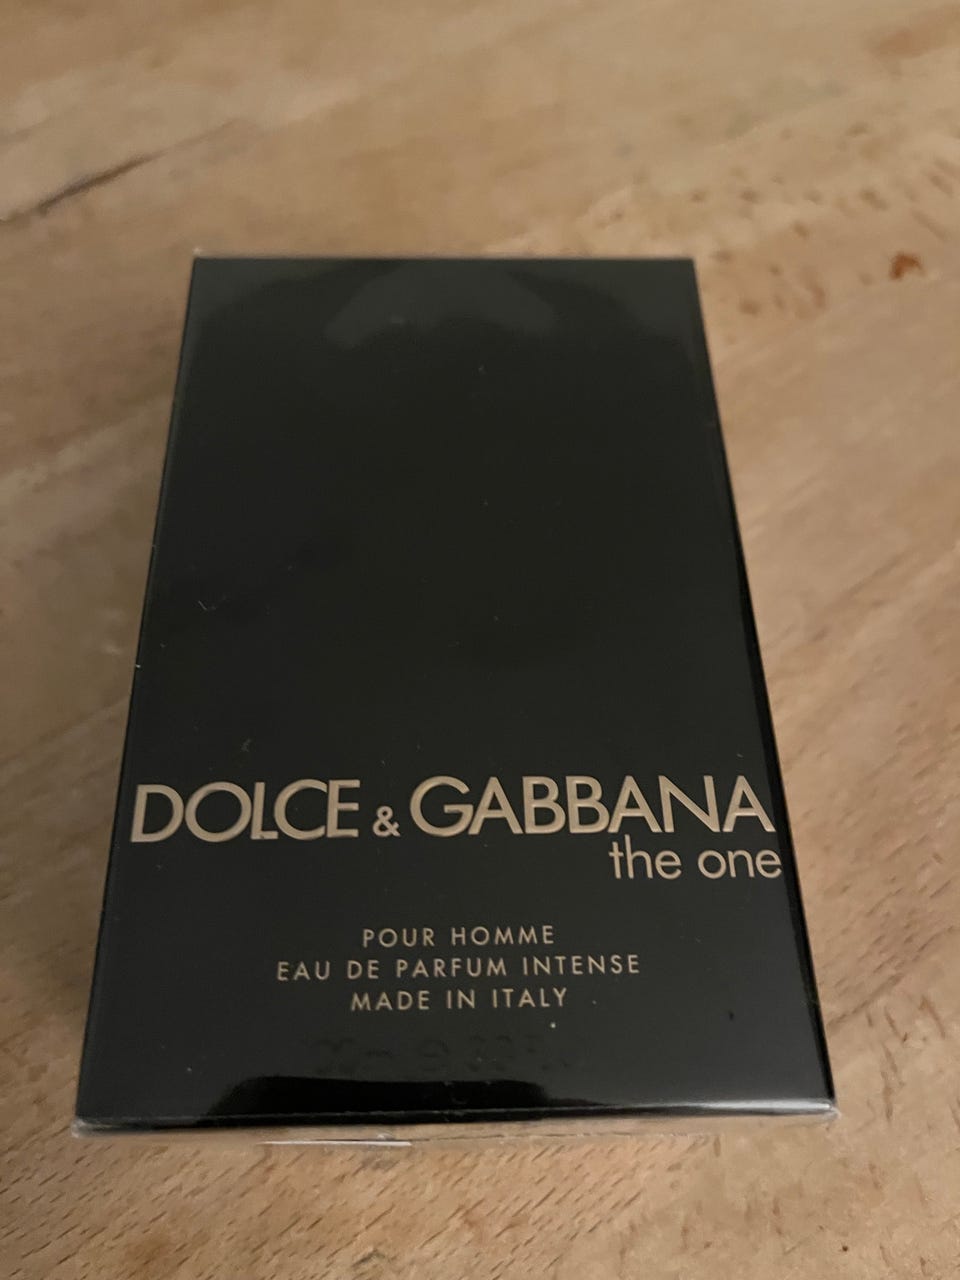 DOLCE & GABBANA
the one
POUR HOMME
EAU DE PARFUM INTENSE
MADE IN ITALY